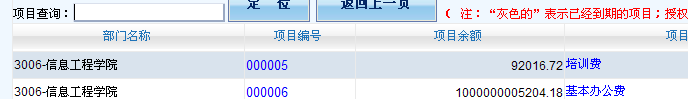 项目查询： 定 位 返回上一页 （ 注：“灰色的”表示已经到期的项目；授权
部门名称 项目编号 项目余额 项目
3006-信息工程学院 000005 92016.72 培训费
3006-信息工程学院 000006 1000000005204.18 基本办公费